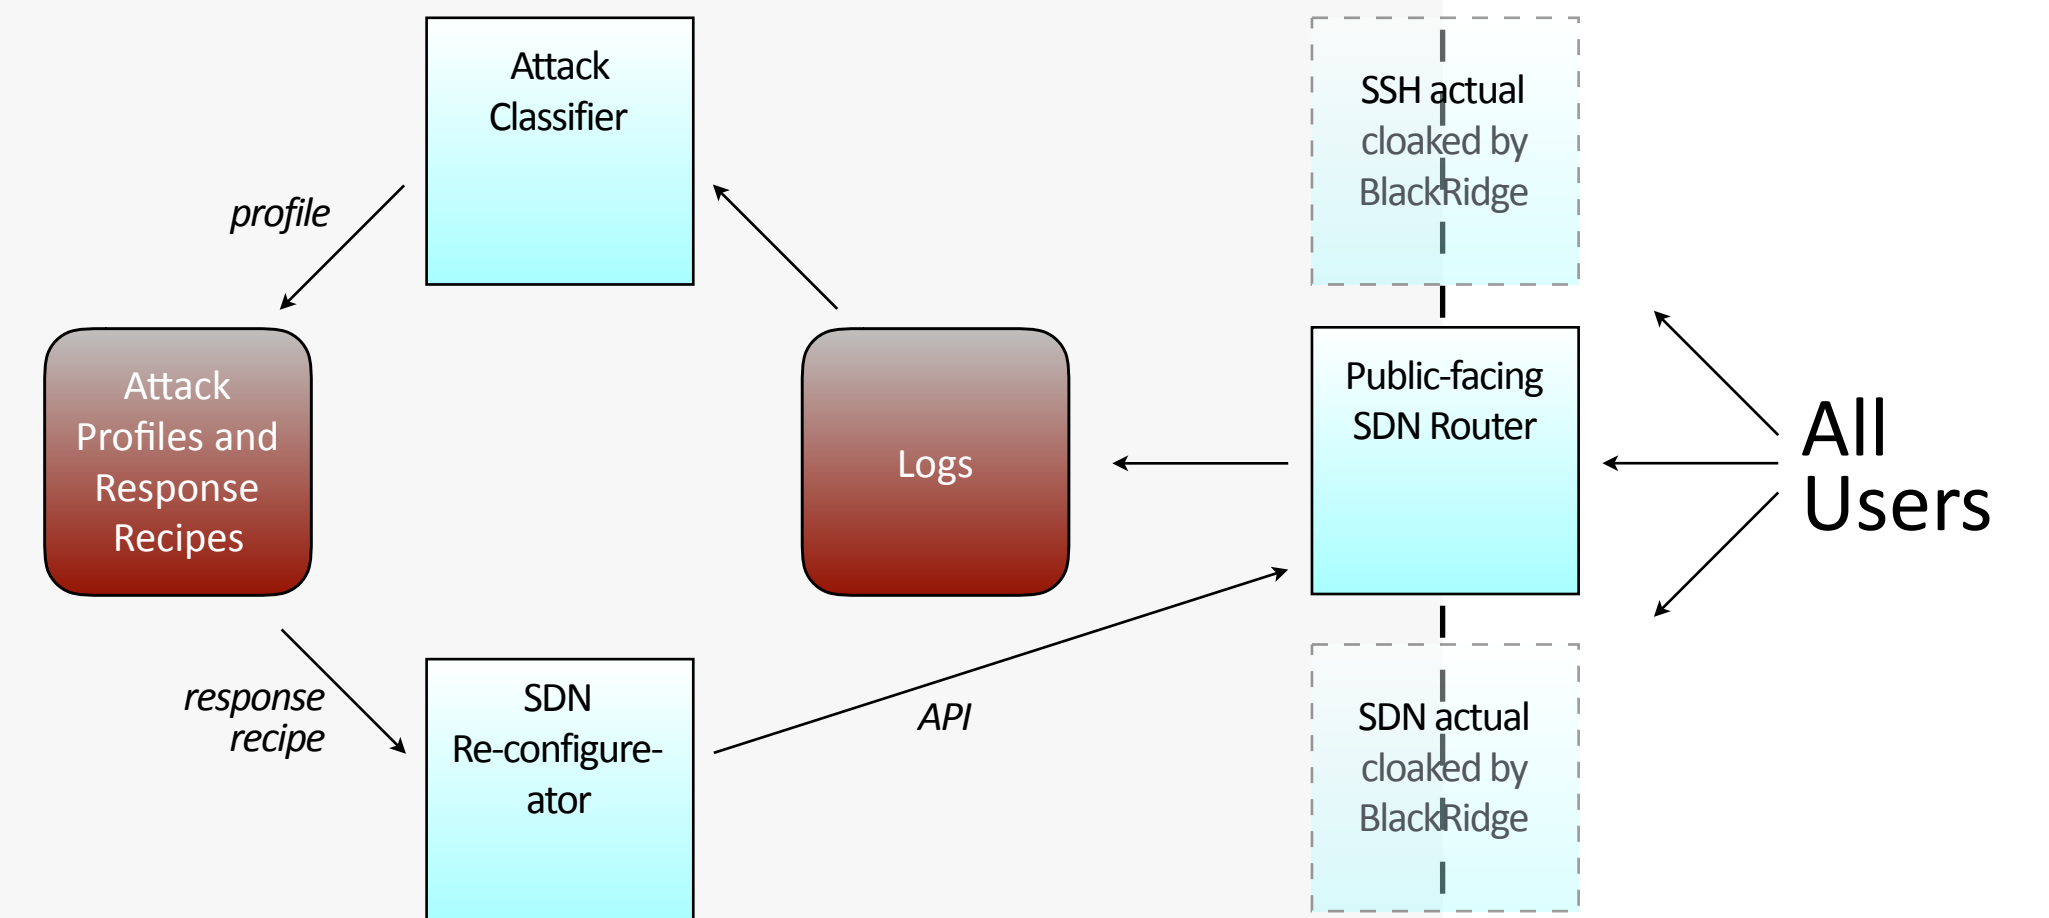 Attack
Classifier
SSH actual
cloaked by
BlackRidge
profile
Attack
Profiles and
Response
Recipes
Logs
Public-facing
SDN Router
All
Users
response
recipe
SDN
Re-configure-
ator
API
SDN actual
cloaked by
BlackRidge